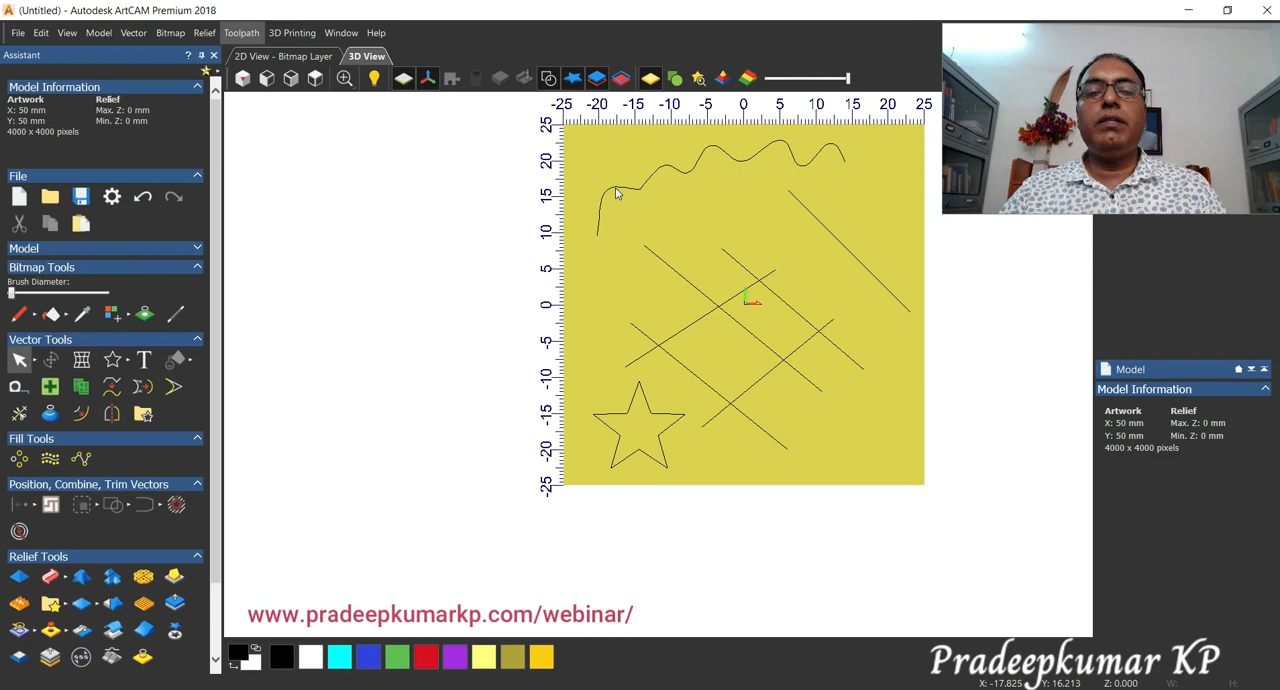 (Untitled) - Autodesk ArtCAM Premium 2018
File Edit View Model Vector Bitmap Relief Toolpath 3D Printing Window Help
Assistant
2D View - Bitmap Layer 3D View
Model Information
Artwork Relief
X: 50 mm Max. Z: 0 mm
Y: 50 mm Min. Z: 0 mm
4000 x 4000 pixels
File
Model
Bitmap Tools
Brush Diameter:
Vector Tools
Fill Tools
Position, Combine, Trim Vectors
Relief Tools
-25 -20 -15 -10 -5 0 5 10 15 20 25
25
20
15
10
5
0
-5
-10
-15
-20
-25
Model
Model Information
Artwork Relief
X: 50 mm Max. Z: 0 mm
Y: 50 mm Min. Z: 0 mm
4000 x 4000 pixels
www.pradeepkumarkp.com/webinar/
Pradeepkumar KP
X: -17.825 Y: 16.213 Z: 0.000 W: H: